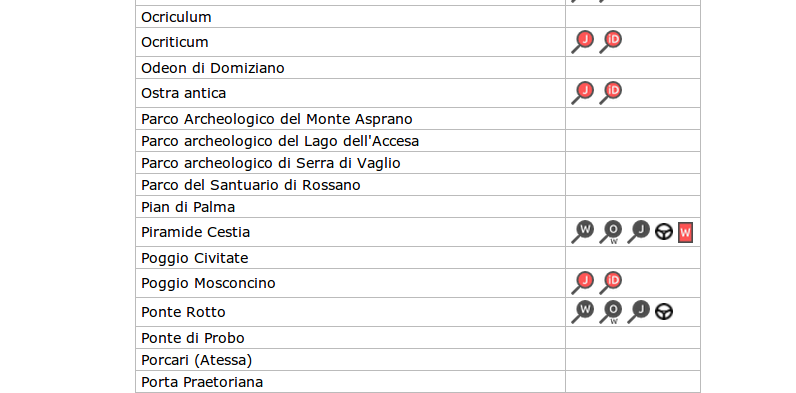 Ocriculum
Ocriticum J iD
Odeon di Domiziano
Ostra antica J iD
Parco Archeologico del Monte Asprano
Parco archeologico del Lago dell'Accesa
Parco archeologico di Serra di Vaglio
Parco del Santuario di Rossano
Pian di Palma
Piramide Cestia W O W J W
Poggio Civitate
Poggio Mosconcino J iD
Ponte Rotto W O W J
Ponte di Probo
Porcari (Atessa)
Porta Praetoriana